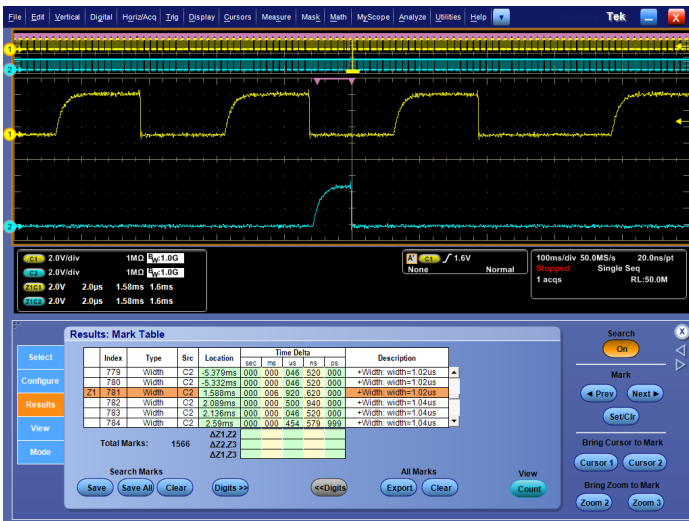 File Edit Vertical Digital Horiz/Acq Trig Display Cursors Measure Mask Math MyScope Analyze Utilities Help Tek X
1
2
1
2
C1 2.0V/div 1MΩ BW:1.0G
C2 2.0V/div 1MΩ BW:1.0G
Z1C1 2.0V 2.0µs 1.58ms 1.6ms
Z1C2 2.0V 2.0µs 1.58ms 1.6ms
A' C1 1.6V
None Normal
100ms/div 50.0MS/s 20.0ns/pt
Stopped Single Seq
1 acqs RL:50.0M
Results: Mark Table
Select
Configure
Results
View
Mode
Index Type Src Location Time Delta Description
sec ms us ns ps
779 Width C2 -5.379ms 000 000 046 520 000 +Width: width=1.02us
780 Width C2 -5.332ms 000 000 046 520 000 +Width: width=1.02us
Z1 781 Width C2 1.588ms 000 006 920 620 000 +Width: width=1.02us
782 Width C2 2.089ms 000 000 500 940 000 +Width: width=1.04us
783 Width C2 2.136ms 000 000 046 520 000 +Width: width=1.04us
784 Width C2 2.59ms 000 000 454 579 999 +Width: width=1.04us
Total Marks: 1566
ΔZ1,Z2
ΔZ2,Z3
ΔZ1,Z3
Search Marks
Save Save All Clear Digits >> <<Digits
All Marks
Export Clear
View
Count
Search
On
X
Mark
Prev Next
Set/Clr
Bring Cursor to Mark
Cursor 1 Cursor 2
Bring Zoom to Mark
Zoom 2 Zoom 3